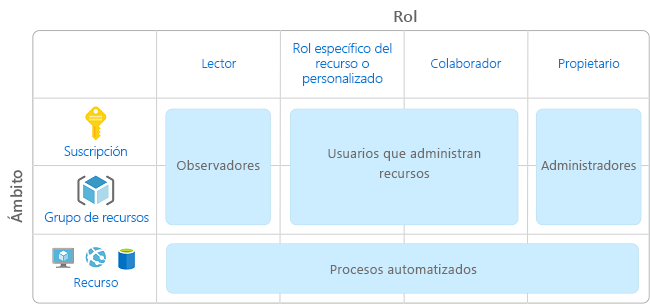 Rol
Lector
Rol específico del
recurso o
personalizado
Colaborador
Propietario
Ámbito
Suscripción
Observadores
Usuarios que administran
recursos
Administradores
Grupo de recursos
Recurso
Procesos automatizados